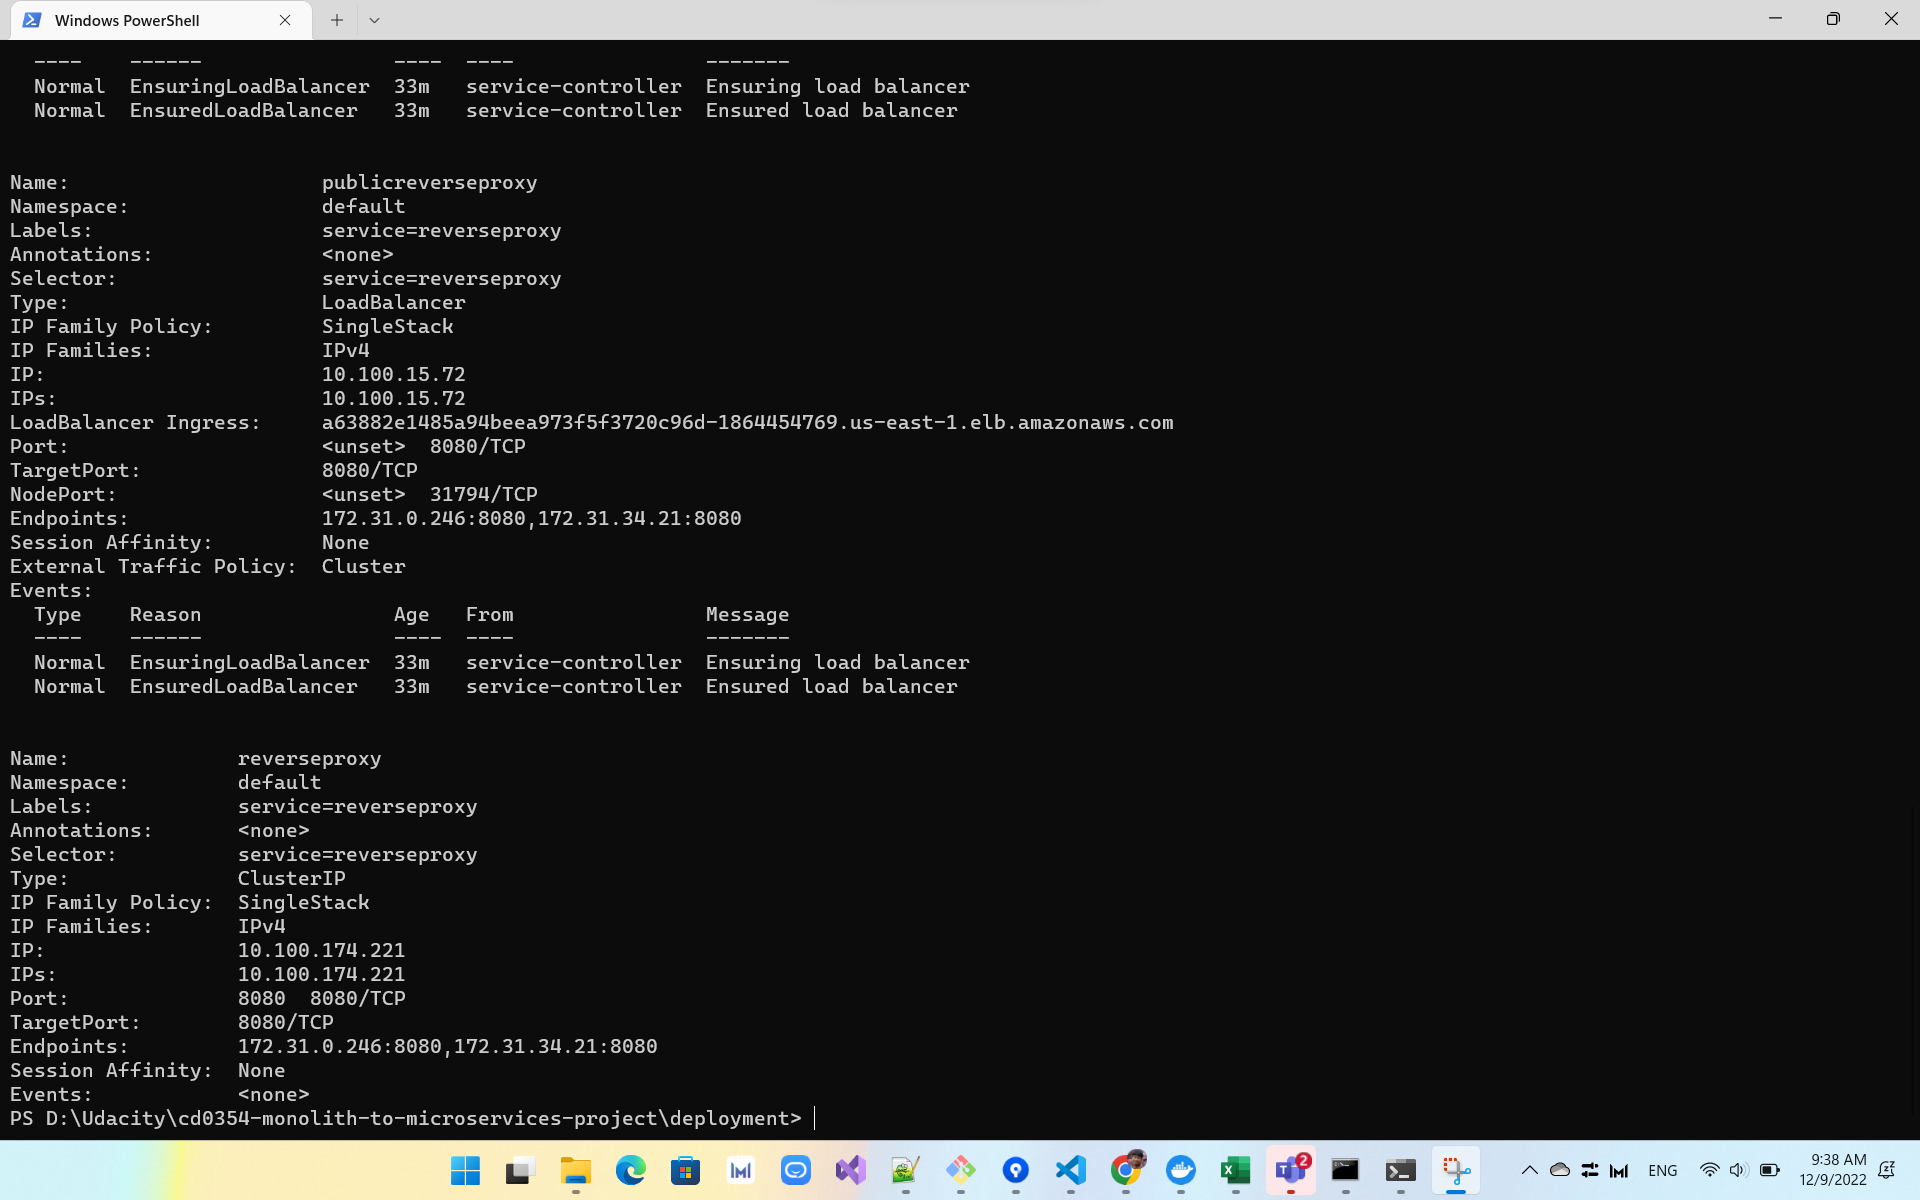 Windows PowerShell
  ----    ------                ----  ----                -------
  Normal  EnsuringLoadBalancer  33m   service-controller  Ensuring load balancer
  Normal  EnsuredLoadBalancer   33m   service-controller  Ensured load balancer
Name:                     publicreverseproxy
Namespace:                default
Labels:                   service=reverseproxy
Annotations:              <none>
Selector:                 service=reverseproxy
Type:                     LoadBalancer
IP Family Policy:         SingleStack
IP Families:              IPv4
IP:                       10.100.15.72
IPs:                      10.100.15.72
LoadBalancer Ingress:     a63882e1485a94beea973f5f3720c96d-1864454769.us-east-1.elb.amazonaws.com
Port:                     <unset>  8080/TCP
TargetPort:               8080/TCP
NodePort:                 <unset>  31794/TCP
Endpoints:                172.31.0.246:8080,172.31.34.21:8080
Session Affinity:         None
External Traffic Policy:  Cluster
Events:
  Type    Reason                Age   From                Message
  ----    ------                ----  ----                -------
  Normal  EnsuringLoadBalancer  33m   service-controller  Ensuring load balancer
  Normal  EnsuredLoadBalancer   33m   service-controller  Ensured load balancer
Name:              reverseproxy
Namespace:         default
Labels:            service=reverseproxy
Annotations:       <none>
Selector:          service=reverseproxy
Type:              ClusterIP
IP Family Policy:  SingleStack
IP Families:       IPv4
IP:                10.100.174.221
IPs:               10.100.174.221
Port:              8080  8080/TCP
TargetPort:        8080/TCP
Endpoints:         172.31.0.246:8080,172.31.34.21:8080
Session Affinity:  None
Events:            <none>
PS D:\Udacity\cd0354-monolith-to-microservices-project\deployment>
2
ENG
9:38 AM
12/9/2022